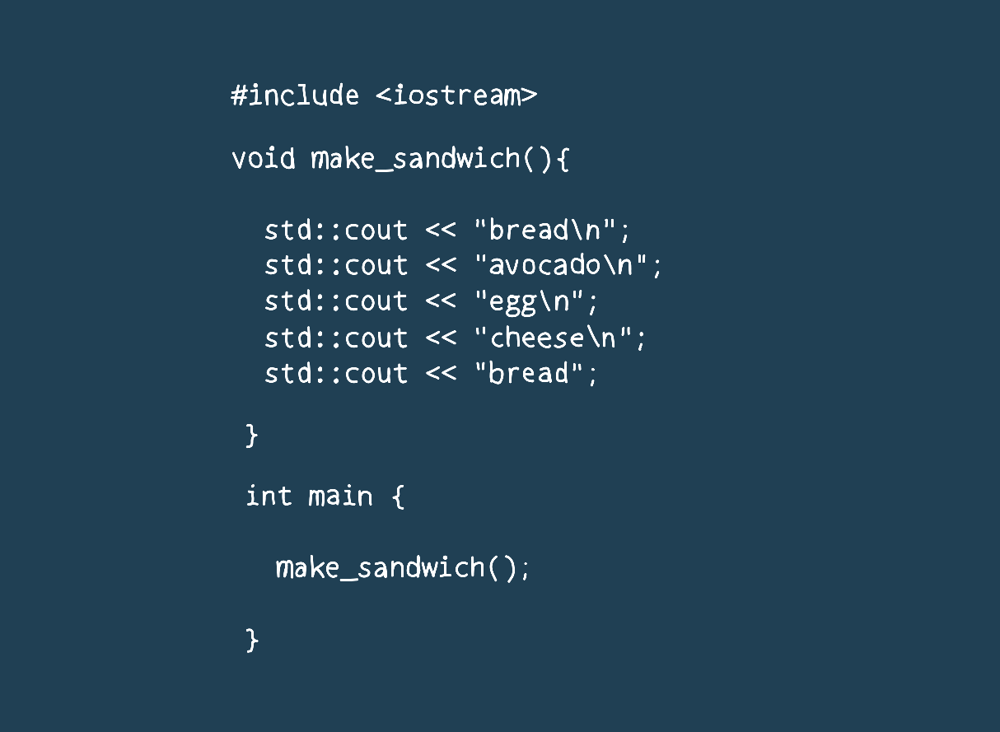 #include <iostream>
void make_sandwich(){
std::cout << "bread\n";
std::cout << "avocado\n";
std::cout << "egg\n";
std::cout << "cheese\n";
std::cout << "bread";
}
int main {
make_sandwich();
}